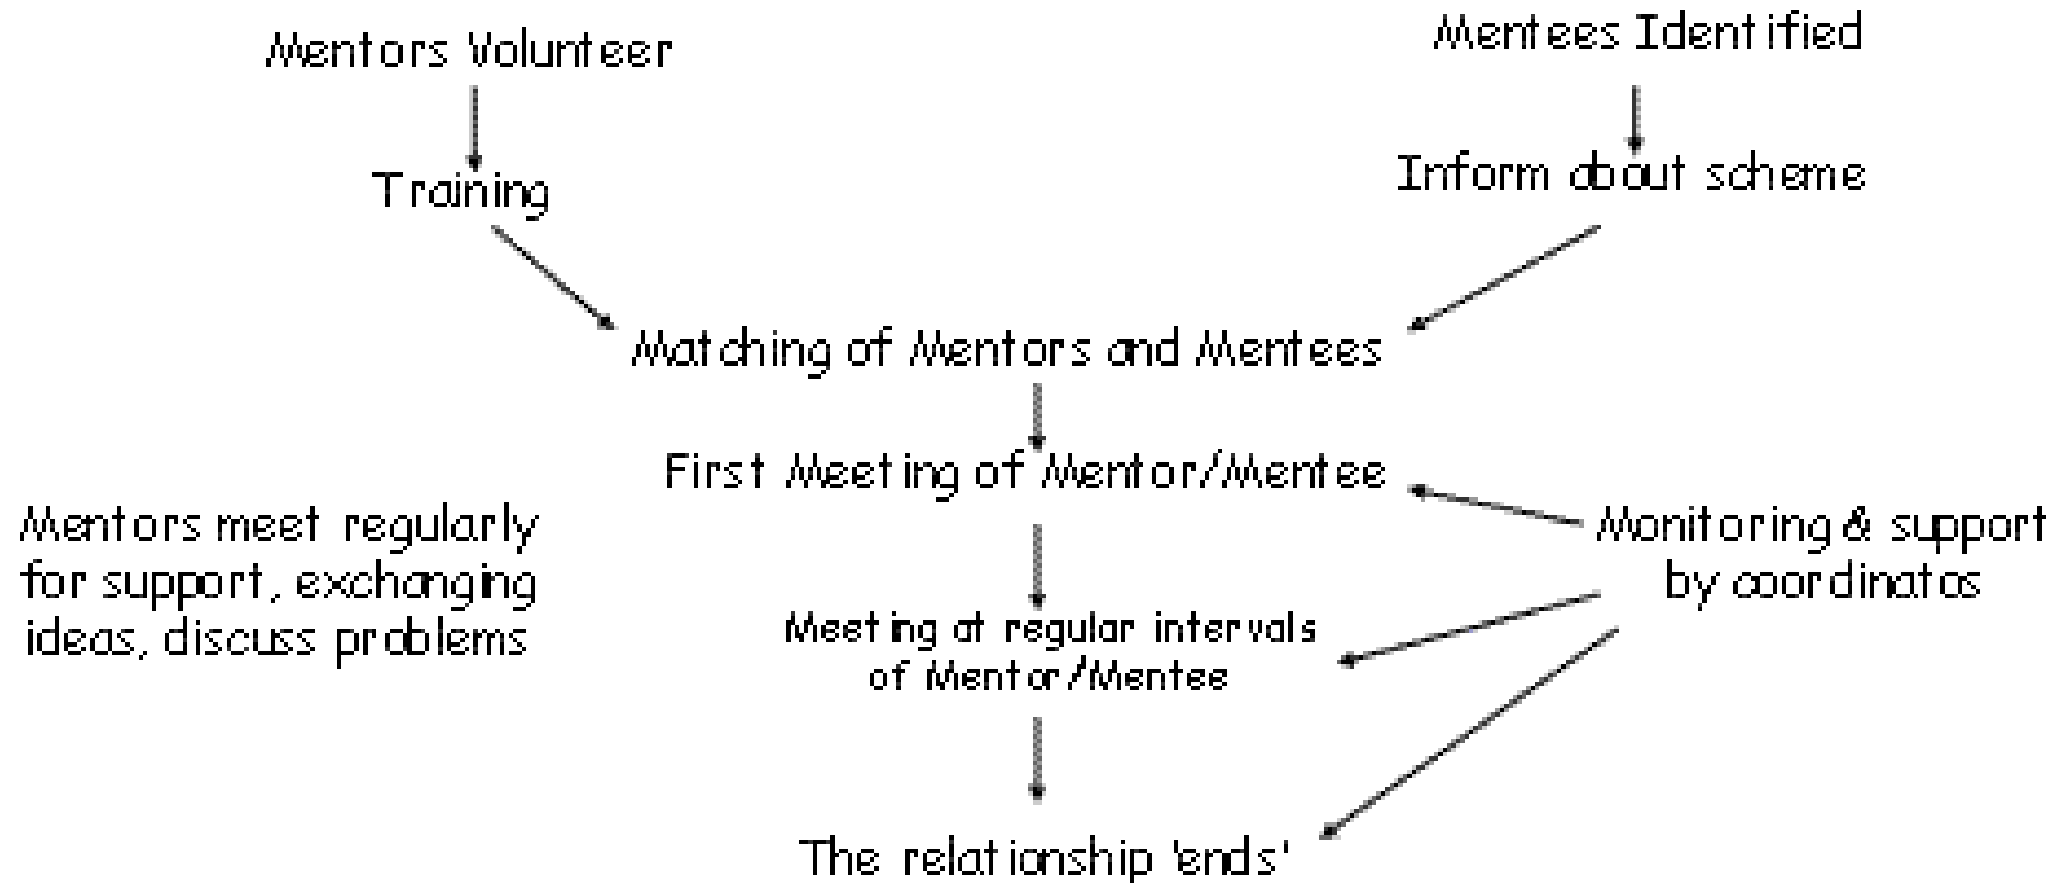 Mentors Volunteer
Mentees Identified
Training
Inform about scheme
Matching of Mentors and Mentees
First Meeting of Mentor/Mentee
Mentors meet regularly
for support, exchanging
ideas, discuss problems
Monitoring & support
by coordinators
Meeting at regular intervals
of Mentor/Mentee
The relationship 'ends'